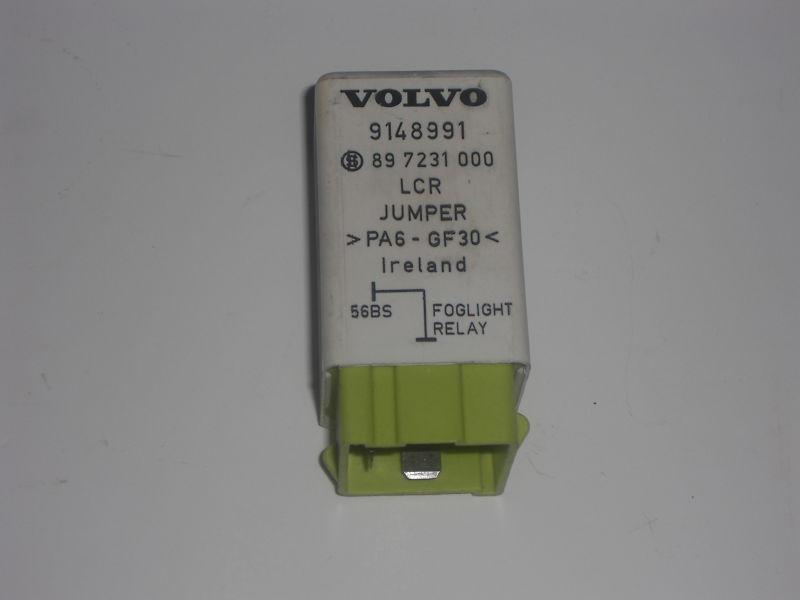 VOLVO
9148991
89 7231 000
LCR
JUMPER
>PA6-GF30<
Ireland
56BS
FOGLIGHT
RELAY